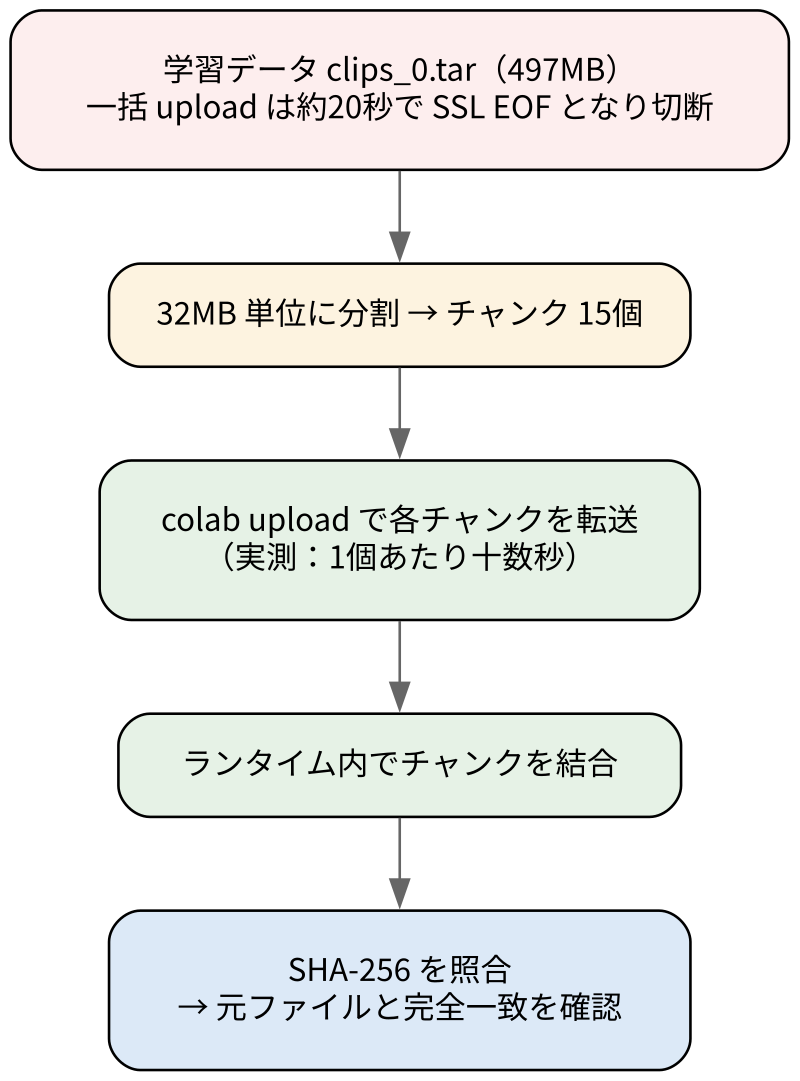 学習データ clips_0.tar（497MB）
一括 upload は約20秒で SSL EOF となり切断
32MB 単位に分割 → チャンク 15個
colab upload で各チャンクを転送
（実測：1個あたり十数秒）
ランタイム内でチャンクを結合
SHA-256 を照合
→ 元ファイルと完全一致を確認